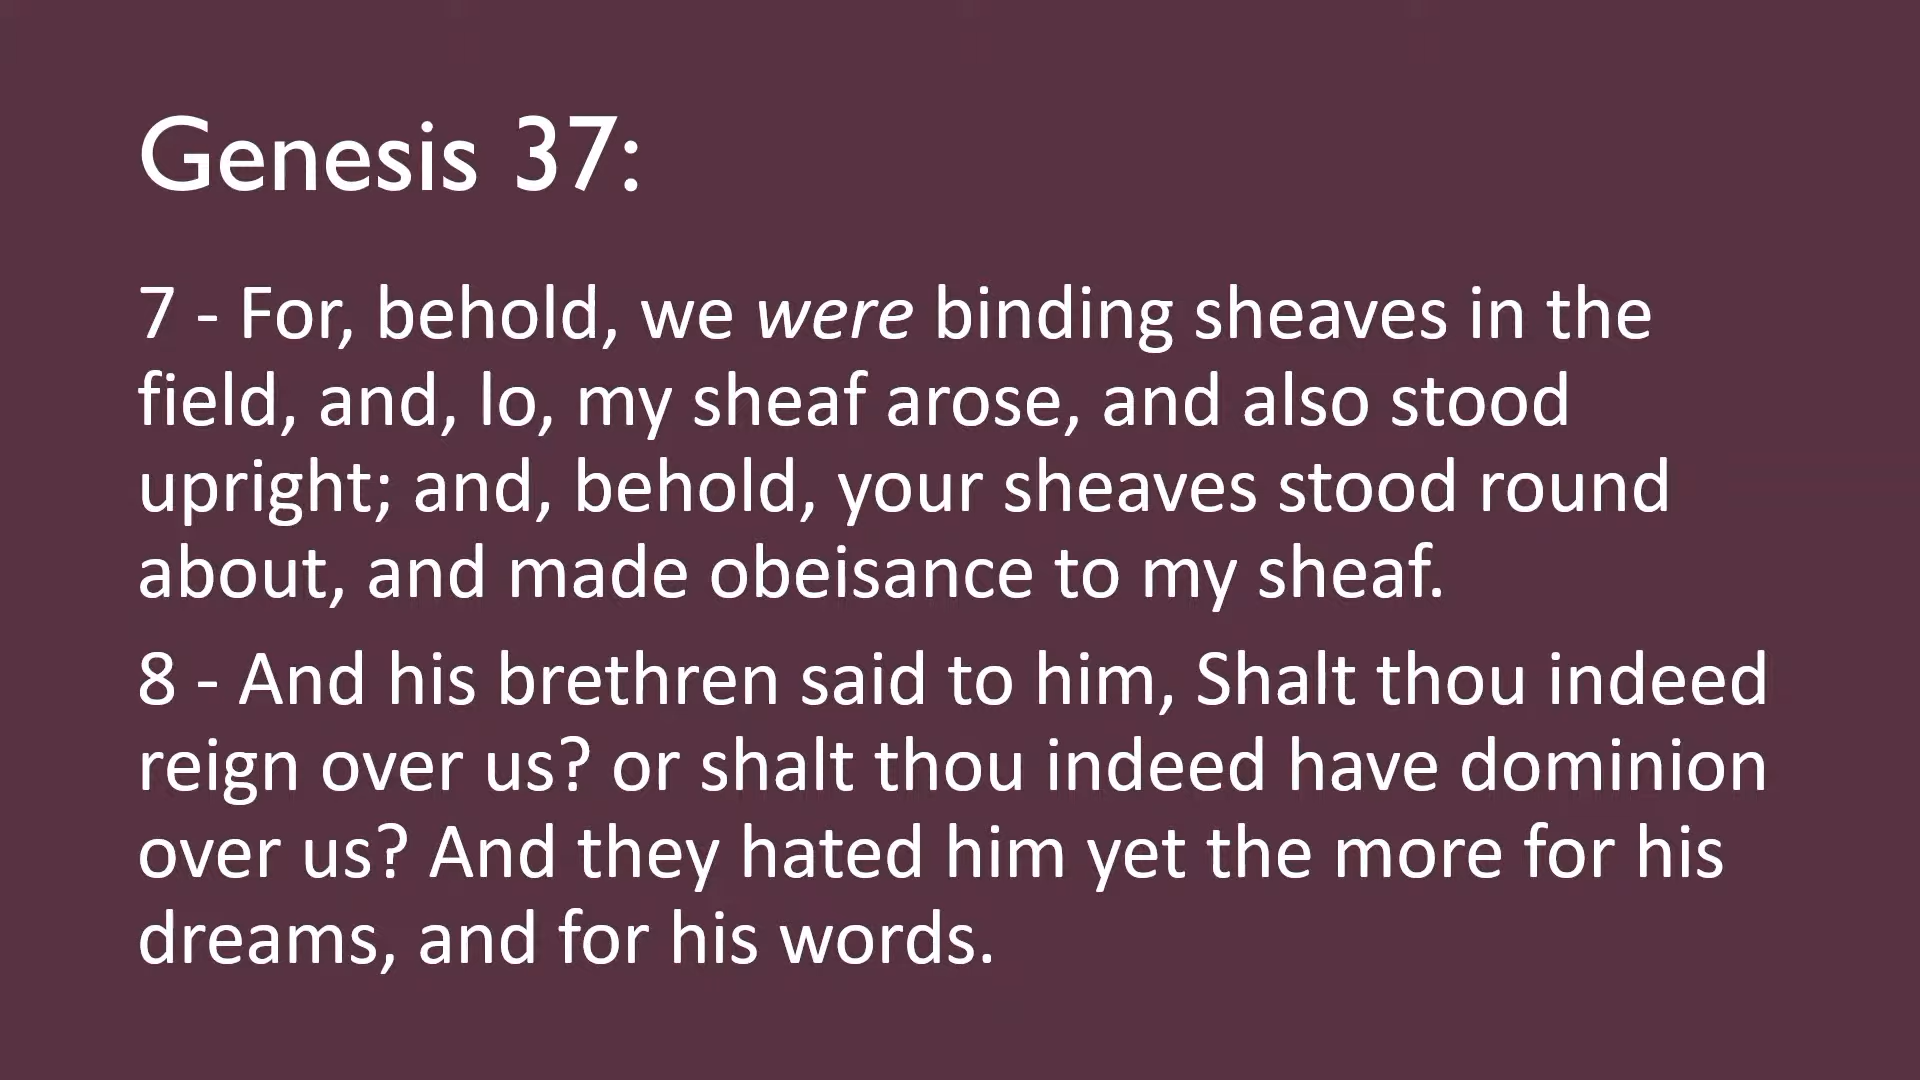 Genesis 37:
7 - For, behold, we were binding sheaves in the
field, and, lo, my sheaf arose, and also stood
upright; and, behold, your sheaves stood round
about, and made obeisance to my sheaf.
8 - And his brethren said to him, Shalt thou indeed
reign over us? or shalt thou indeed have dominion
over us? And they hated him yet the more for his
dreams, and for his words.